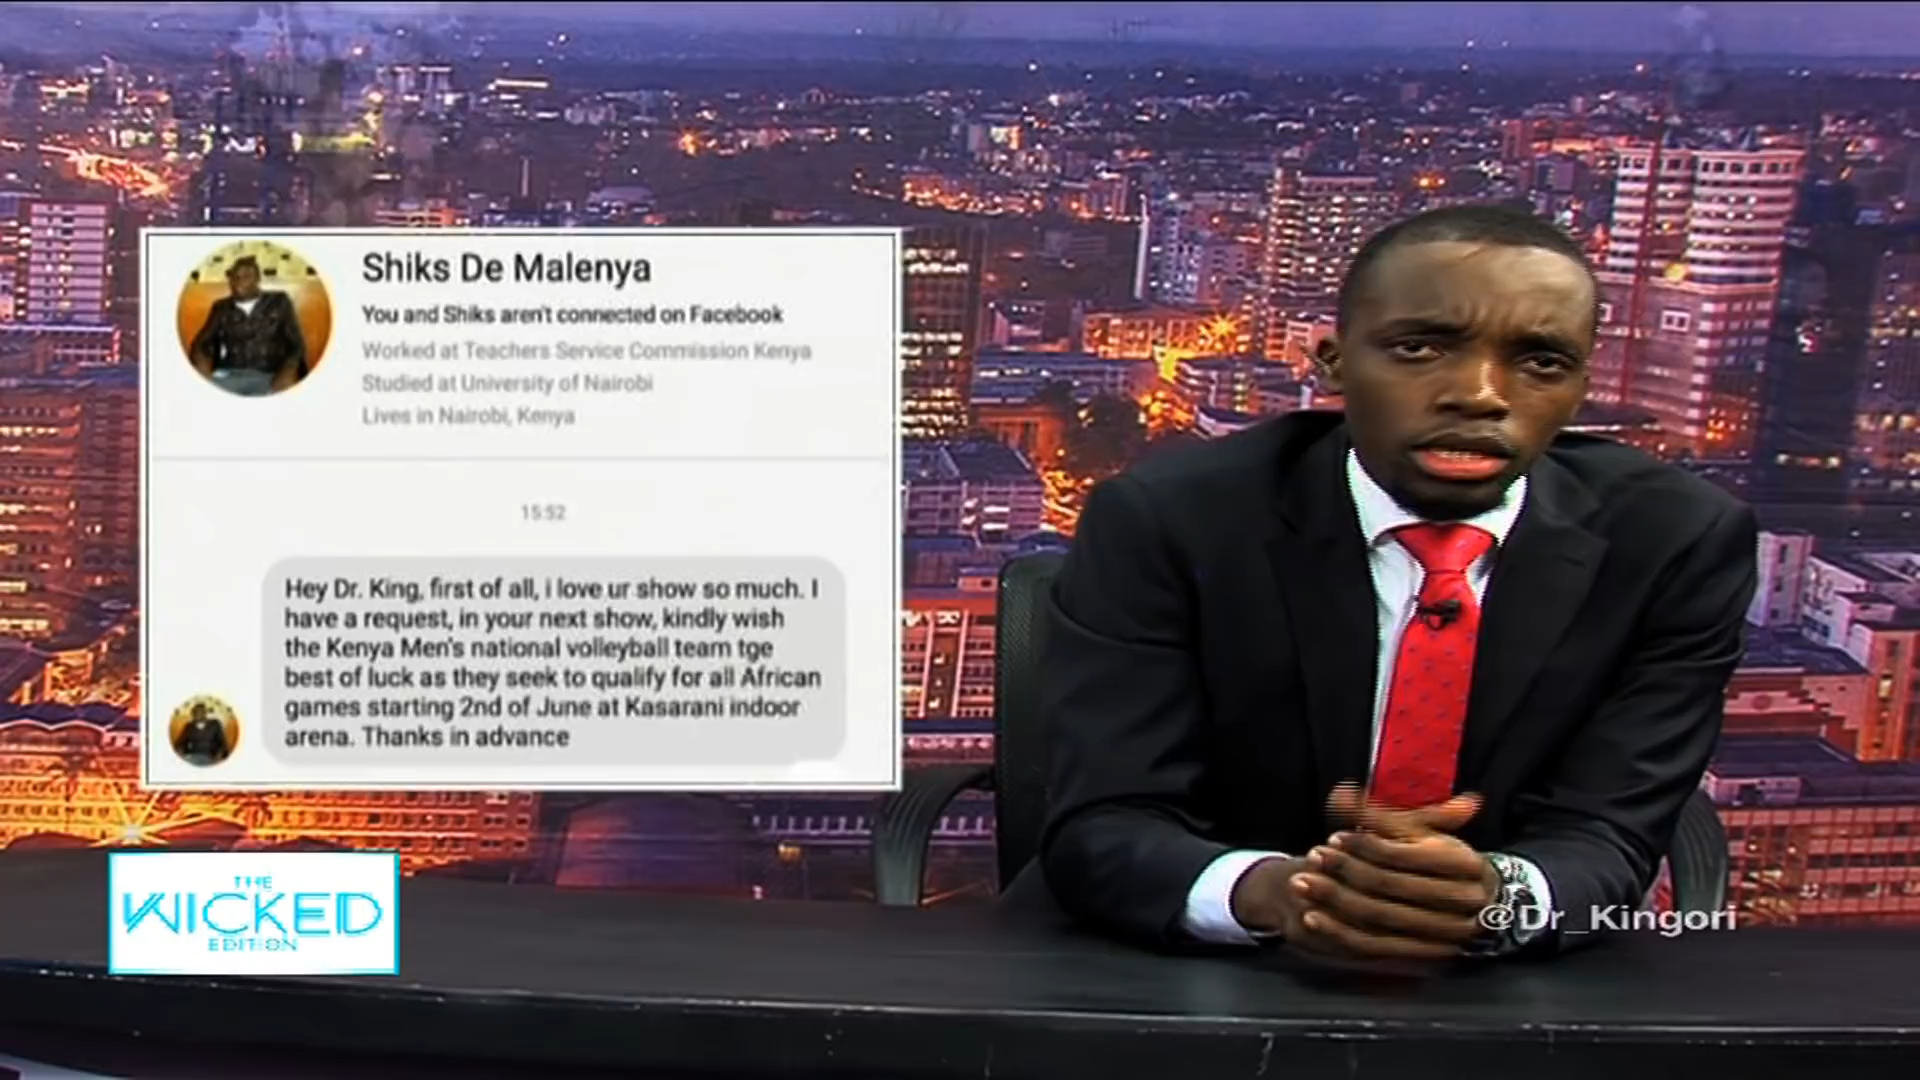 Shiks De Malenya
You and Shiks aren't connected on Facebook
Worked at Teachers Service Commission Kenya
Studied at University of Nairobi
Lives in Nairobi, Kenya
15:52
Hey Dr. King, first of all, i love ur show so much. I
have a request, in your next show, kindly wish
the Kenya Men's national volleyball team tge
best of luck as they seek to qualify for all African
games starting 2nd of June at Kasarani indoor
arena. Thanks in advance
THE
WICKED
EDITION
@Dr_Kingori